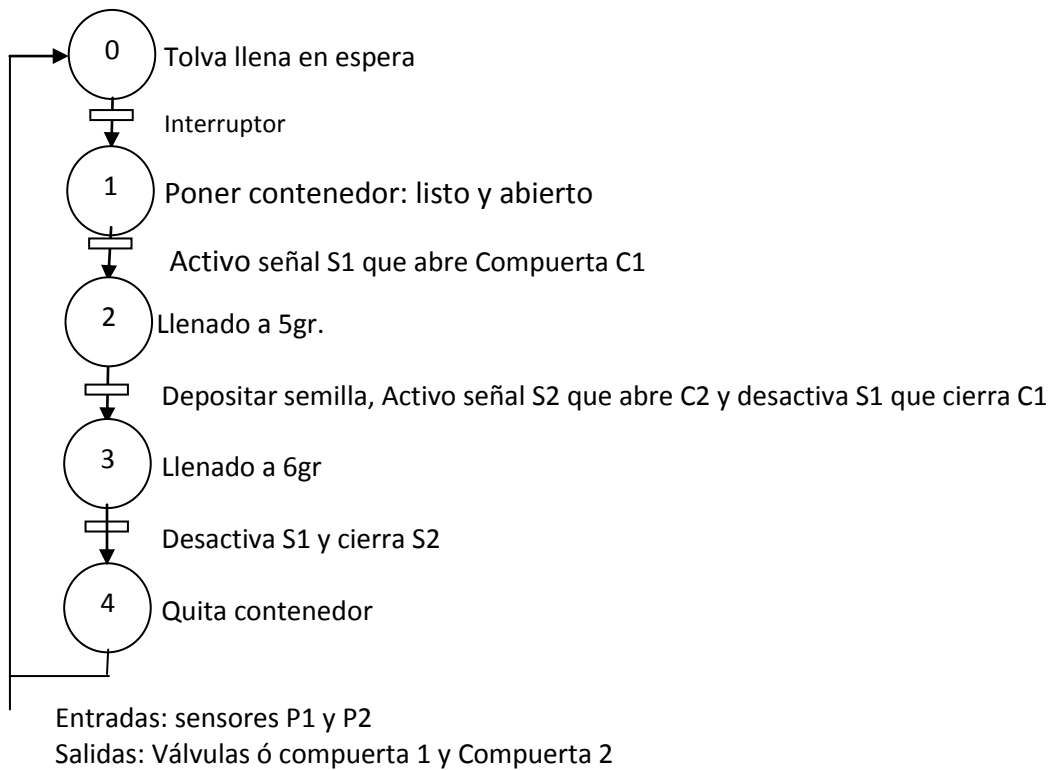 0
Tolva llena en espera
Interruptor
1
Poner contenedor: listo y abierto
Activo señal S1 que abre Compuerta C1
2
Llenado a 5gr.
Depositar semilla, Activo señal S2 que abre C2 y desactiva S1 que cierra C1
3
Llenado a 6gr
Desactiva S1 y cierra S2
4
Quita contenedor
Entradas: sensores P1 y P2
Salidas: Válvulas ó compuerta 1 y Compuerta 2